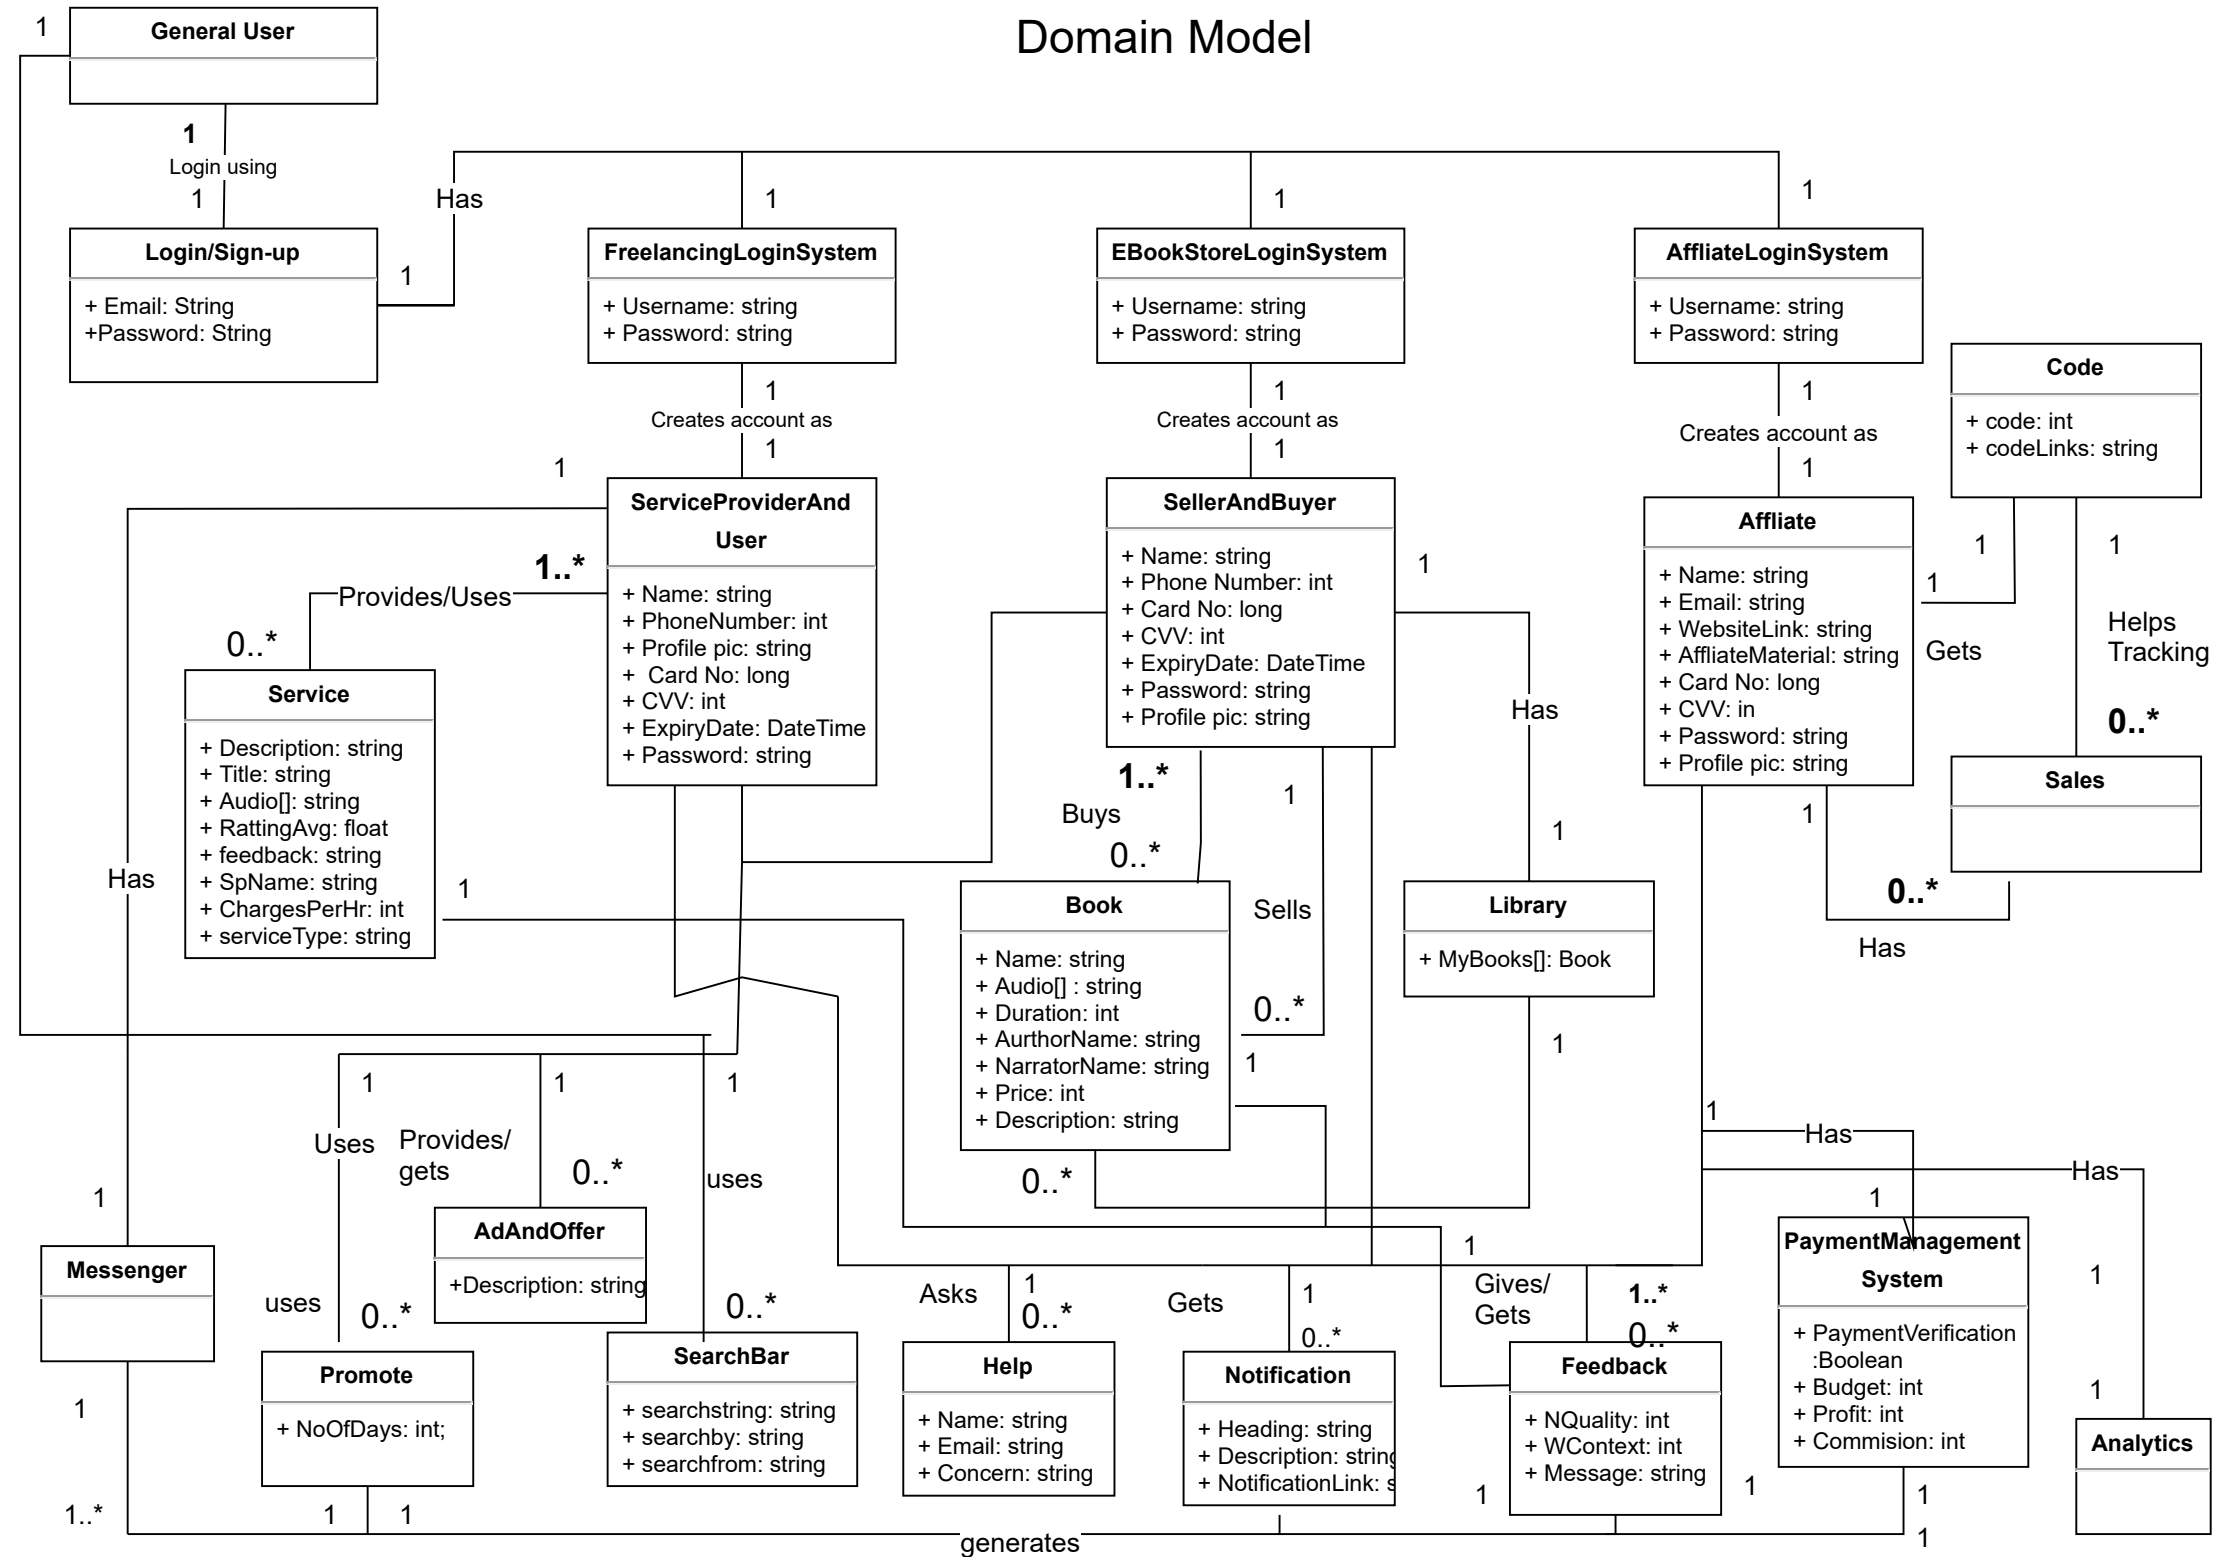 Domain Model
1
General User
1
Login using
1
Has
1
1
1
Login/Sign-up
+ Email: String
+Password: String
1
FreelancingLoginSystem
+ Username: string
+ Password: string
EBookStoreLoginSystem
+ Username: string
+ Password: string
AffliateLoginSystem
+ Username: string
+ Password: string
Code
+ code: int
+ codeLinks: string
1
Creates account as
1
1
Creates account as
1
1
Creates account as
1
1
ServiceProviderAnd
User
+ Name: string
+ PhoneNumber: int
+ Profile pic: string
+ Card No: long
+ CVV: int
+ ExpiryDate: DateTime
+ Password: string
1..*
Provides/Uses
0..*
SellerAndBuyer
+ Name: string
+ Phone Number: int
+ Card No: long
+ CVV: int
+ ExpiryDate: DateTime
+ Password: string
+ Profile pic: string
1
Has
1
Affliate
+ Name: string
+ Email: string
+ WebsiteLink: string
+ AffliateMaterial: string
+ Card No: long
+ CVV: in
+ Password: string
+ Profile pic: string
1
1
Gets
1
Helps
Tracking
0..*
Sales
1
0..*
Has
Service
+ Description: string
+ Title: string
+ Audio[]: string
+ RattingAvg: float
+ feedback: string
+ SpName: string
+ ChargesPerHr: int
+ serviceType: string
Has
1
1..*
Buys
0..*
1
Sells
0..*
1
Book
+ Name: string
+ Audio[] : string
+ Duration: int
+ AurthorName: string
+ NarratorName: string
+ Price: int
+ Description: string
0..*
Library
+ MyBooks[]: Book
1
1
1
1
Uses
Provides/
gets
0..*
uses
1
Has
Has
1
1
1
Messenger
AdAndOffer
+Description: string
uses
0..*
0..*
Asks
1
0..*
Gets
1
0..*
1
Gives/
Gets
1..*
0..*
PaymentManagement
System
+ PaymentVerification
:Boolean
+ Budget: int
+ Profit: int
+ Commision: int
1
1
Analytics
Promote
+ NoOfDays: int;
SearchBar
+ searchstring: string
+ searchby: string
+ searchfrom: string
Help
+ Name: string
+ Email: string
+ Concern: string
Notification
+ Heading: string
+ Description: string
+ NotificationLink: s
Feedback
+ NQuality: int
+ WContext: int
+ Message: string
1
1..*
1
1
generates
1
1
1
1